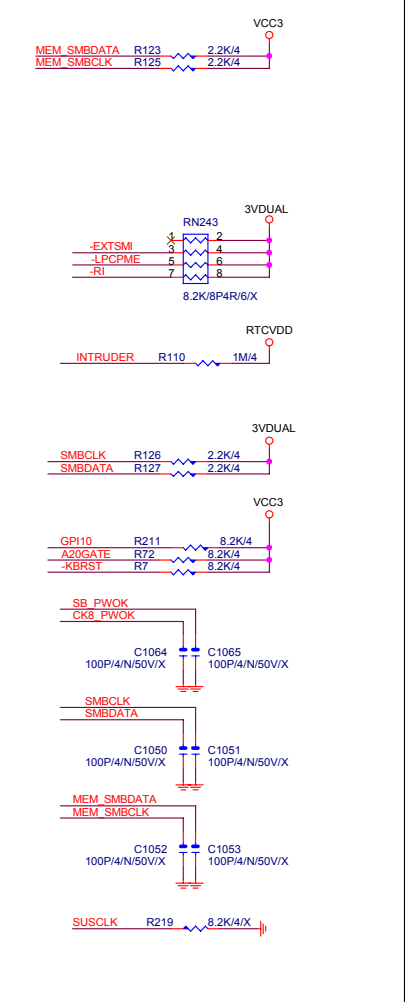 VCC3
MEM_SMBDATA R123 2.2K/4
MEM_SMBCLK R125 2.2K/4
3VDUAL
RN243
1 2
-EXTSMI 3 4
-LPCPME 5 6
-RI 7 8
8.2K/8P4R/6/X
RTCVDD
INTRUDER R110 1M/4
3VDUAL
SMBCLK R126 2.2K/4
SMBDATA R127 2.2K/4
VCC3
GPI10 R211 8.2K/4
A20GATE R72 8.2K/4
-KBRST R7 8.2K/4
SB_PWOK
CK8_PWOK
C1064 C1065
100P/4/N/50V/X 100P/4/N/50V/X
SMBCLK
SMBDATA
C1050 C1051
100P/4/N/50V/X 100P/4/N/50V/X
MEM_SMBDATA
MEM_SMBCLK
C1052 C1053
100P/4/N/50V/X 100P/4/N/50V/X
SUSCLK R219 8.2K/4/X